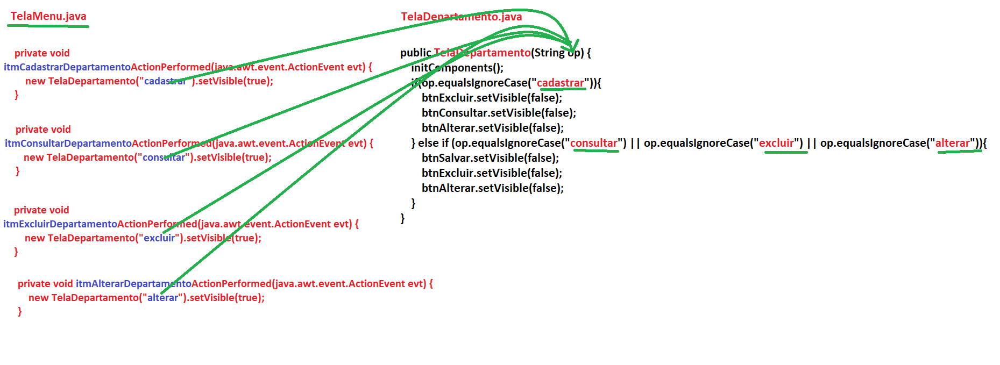 TelaMenu.java
private void
itmCadastrarDepartamentoActionPerformed(java.awt.event.ActionEvent evt) {
new TelaDepartamento("cadastrar").setVisible(true);
}
private void
itmConsultarDepartamentoActionPerformed(java.awt.event.ActionEvent evt) {
new TelaDepartamento("consultar").setVisible(true);
}
private void
itmExcluirDepartamentoActionPerformed(java.awt.event.ActionEvent evt) {
new TelaDepartamento("excluir").setVisible(true);
}
private void itmAlterarDepartamentoActionPerformed(java.awt.event.ActionEvent evt) {
new TelaDepartamento("alterar").setVisible(true);
}
TelaDepartamento.java
public TelaDepartamento(String op) {
initComponents();
if(op.equalsIgnoreCase("cadastrar")){
btnExcluir.setVisible(false);
btnConsultar.setVisible(false);
btnAlterar.setVisible(false);
} else if (op.equalsIgnoreCase("consultar") || op.equalsIgnoreCase("excluir") || op.equalsIgnoreCase("alterar")){
btnSalvar.setVisible(false);
btnExcluir.setVisible(false);
btnAlterar.setVisible(false);
}
}